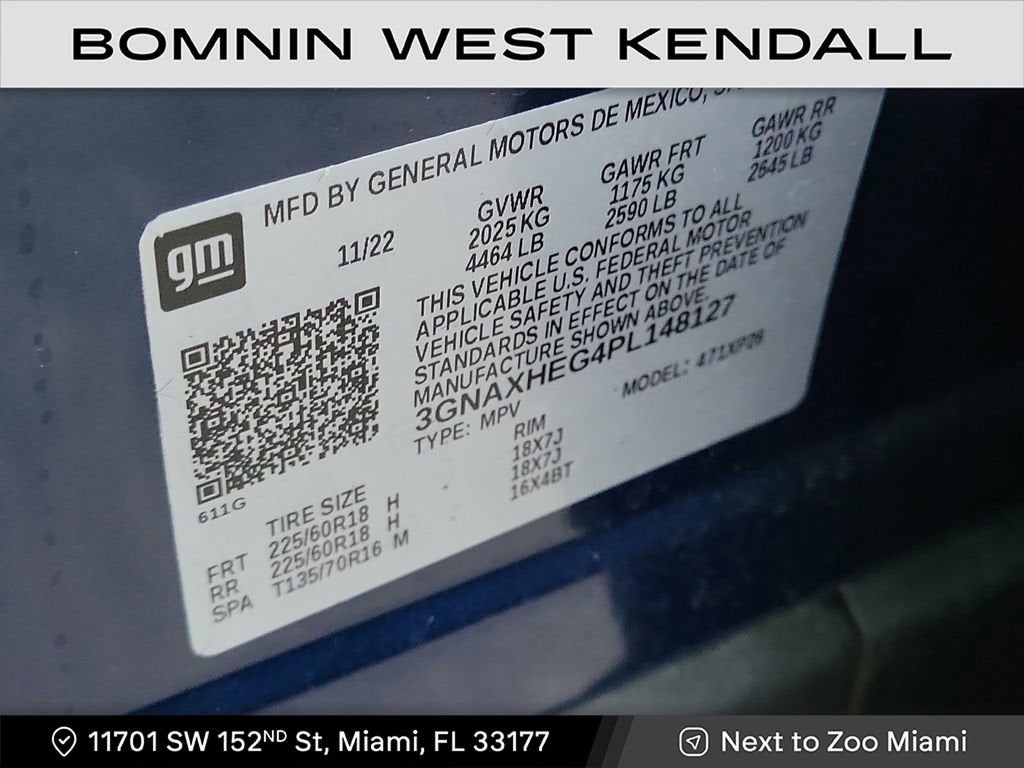 BOMNIN WEST KENDALL
MFD BY GENERAL MOTORS DE MEXICO,
gm
11/22
GVWR
2025 KG
4464 LB
GAWR FRT
1175 KG
2590 LB
GAWR RR
1200 KG
2645 LB
THIS VEHICLE CONFORMS TO ALL
APPLICABLE U.S. FEDERAL MOTOR
VEHICLE SAFETY AND THEFT PREVENTION
STANDARDS IN EFFECT ON THE DATE OF
MANUFACTURE SHOWN ABOVE.
3GNAXHEG4PL148127
TYPE: MPV
MODEL: 471XP26
611G
TIRE SIZE RIM
FRT 225/60R18 H 18X7J
RR 225/60R18 H 18X7J
SPA T135/70R16 M 16X4BT
11701 SW 152ND St, Miami, FL 33177
Next to Zoo Miami